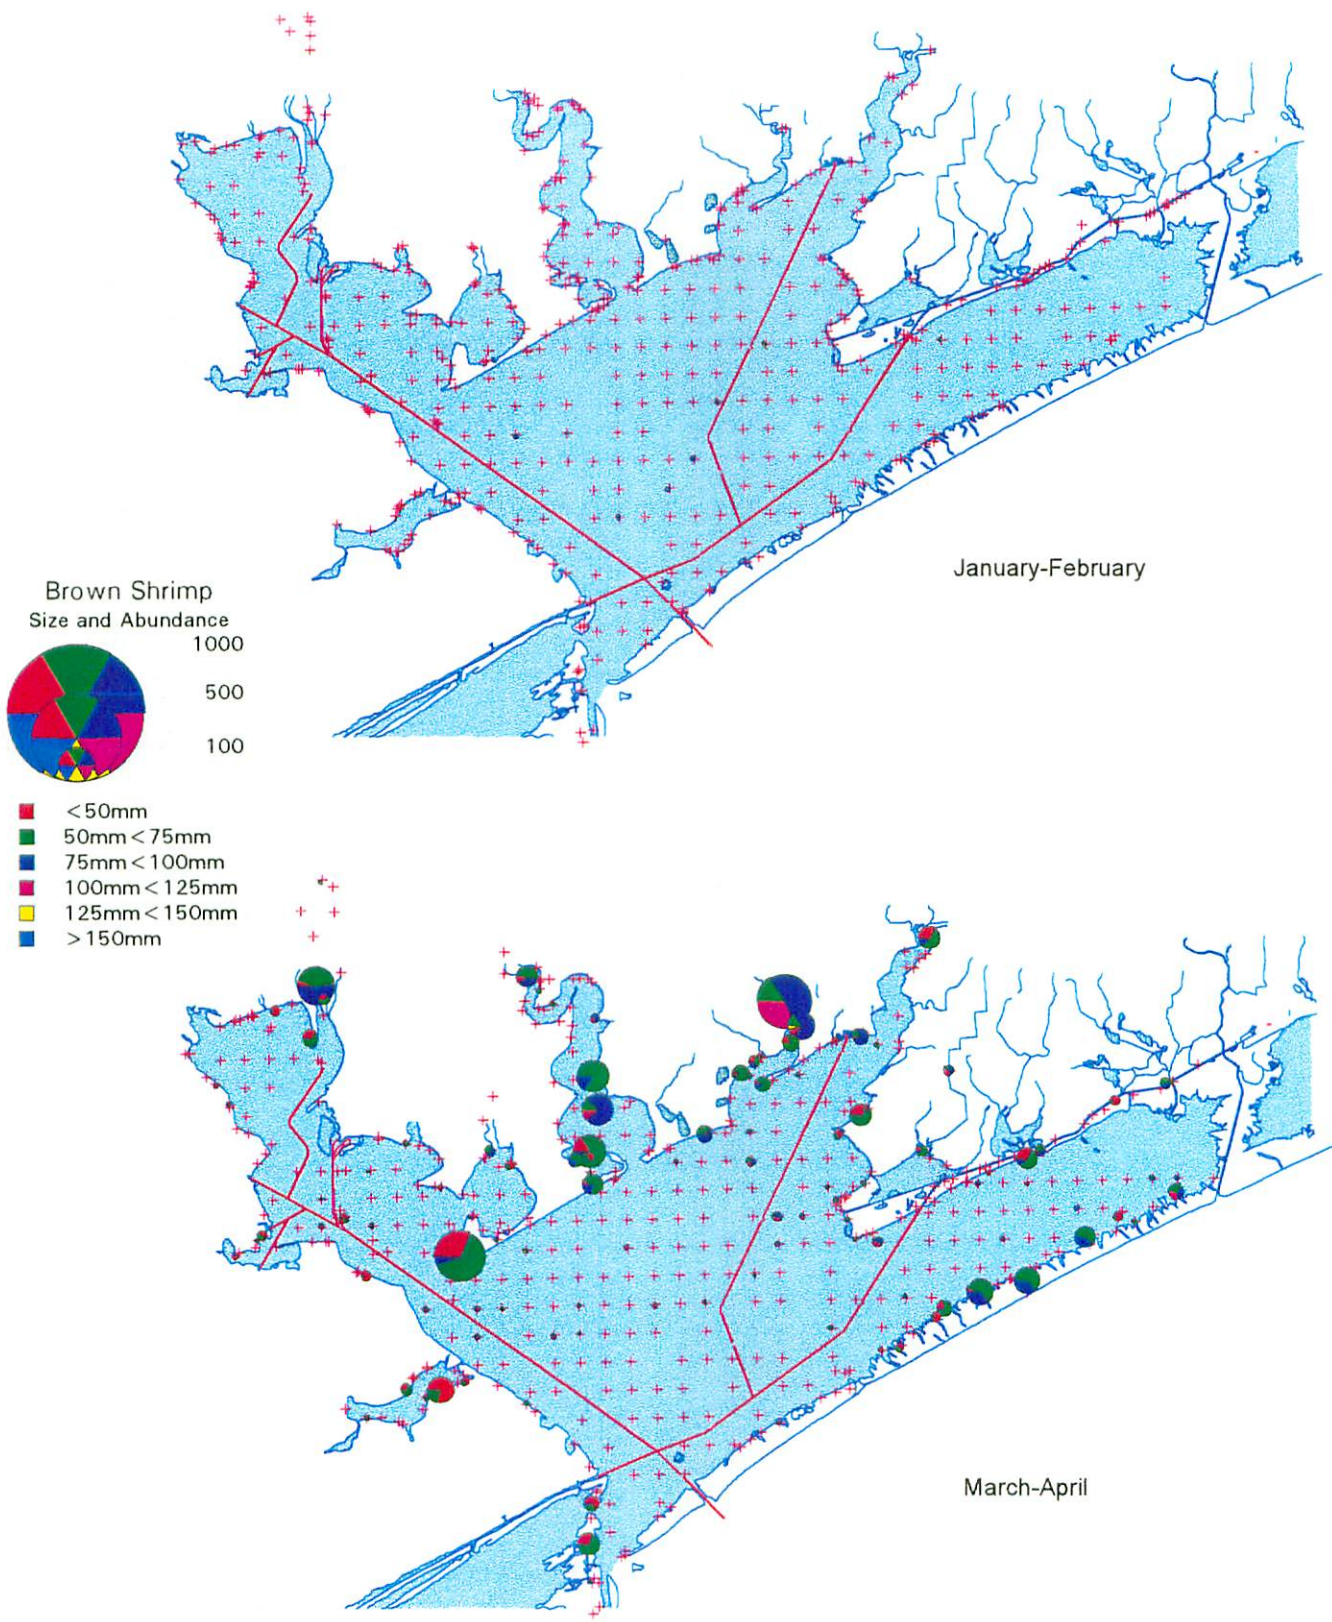 January-February
Brown Shrimp
Size and Abundance
1000
500
100
<50mm
50mm<75mm
75mm<100mm
100mm<125mm
125mm<150mm
>150mm
March-April